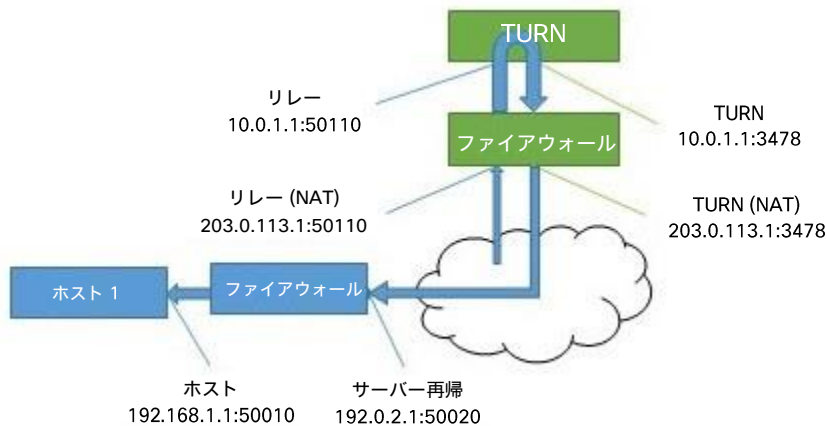 TURN
リレー
10.0.1.1:50110
TURN
10.0.1.1:3478
ファイアウォール
リレー (NAT)
203.0.113.1:50110
TURN (NAT)
203.0.113.1:3478
ホスト 1
ファイアウォール
ホスト
192.168.1.1:50010
サーバー再帰
192.0.2.1:50020